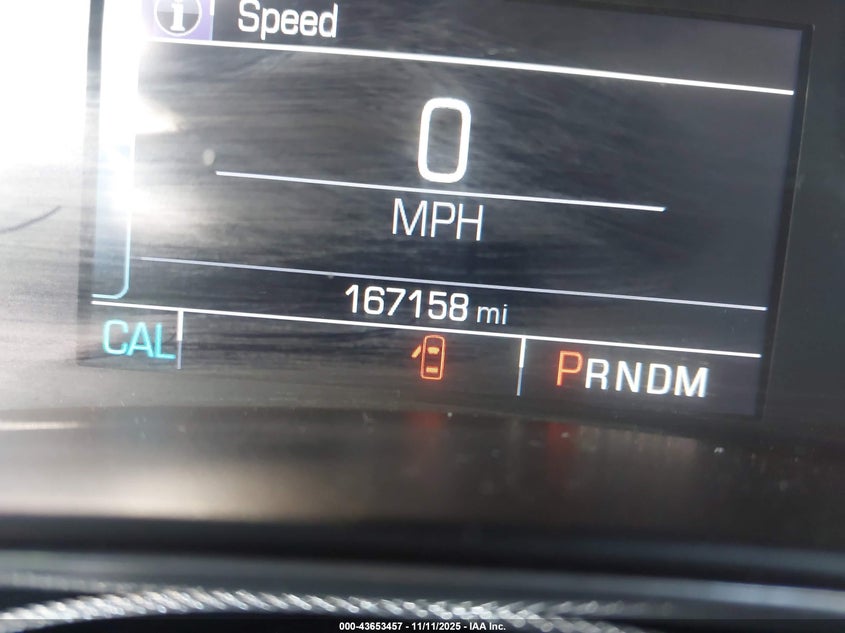 Speed
0
MPH
167158 mi
CAL
PRNDM
000-43653457 - 11/11/2025 - IAA Inc.